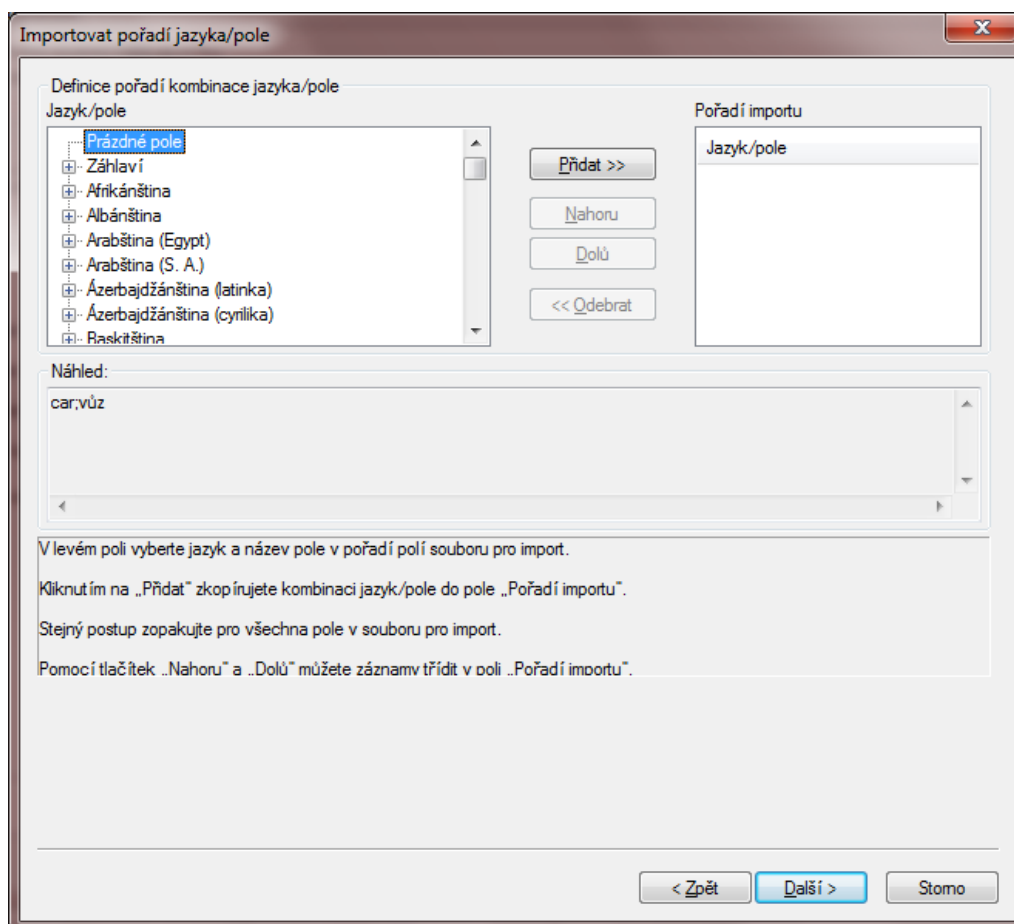 Importovat pořadí jazyka/pole
Definice pořadí kombinace jazyka/pole
Jazyk/pole
Prázdné pole
Záhlaví
Afrikánština
Albánština
Arabština (Egypt)
Arabština (S. A.)
Ázerbajdžánština (latinka)
Ázerbajdžánština (cyrilika)
Baskitština
Přidat >>
Nahoru
Dolů
<< Odebrat
Pořadí importu
Jazyk/pole
Náhled:
car;vůz
V levém poli vyberte jazyk a název pole v pořadí polí souboru pro import.
Kliknutím na „Přidat" zkopírujete kombinaci jazyk/pole do pole „Pořadí importu".
Stejný postup zopakujte pro všechna pole v souboru pro import.
Pomocí tlačítek „Nahoru" a „Dolů" můžete záznamy třídit v poli „Pořadí importu".
< Zpět
Další >
Storno